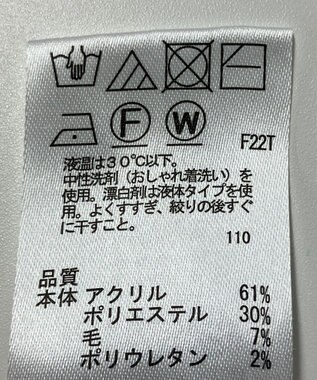 F W
F22T
液温は30℃以下。
中性洗剤（おしゃれ着洗い）を
使用。漂白剤は液体タイプを使
用。よくすすぎ、絞りの後すぐ
に干すこと。
110
品質
本体 アクリル 61%
ポリエステル 30%
毛 7%
ポリウレタン 2%